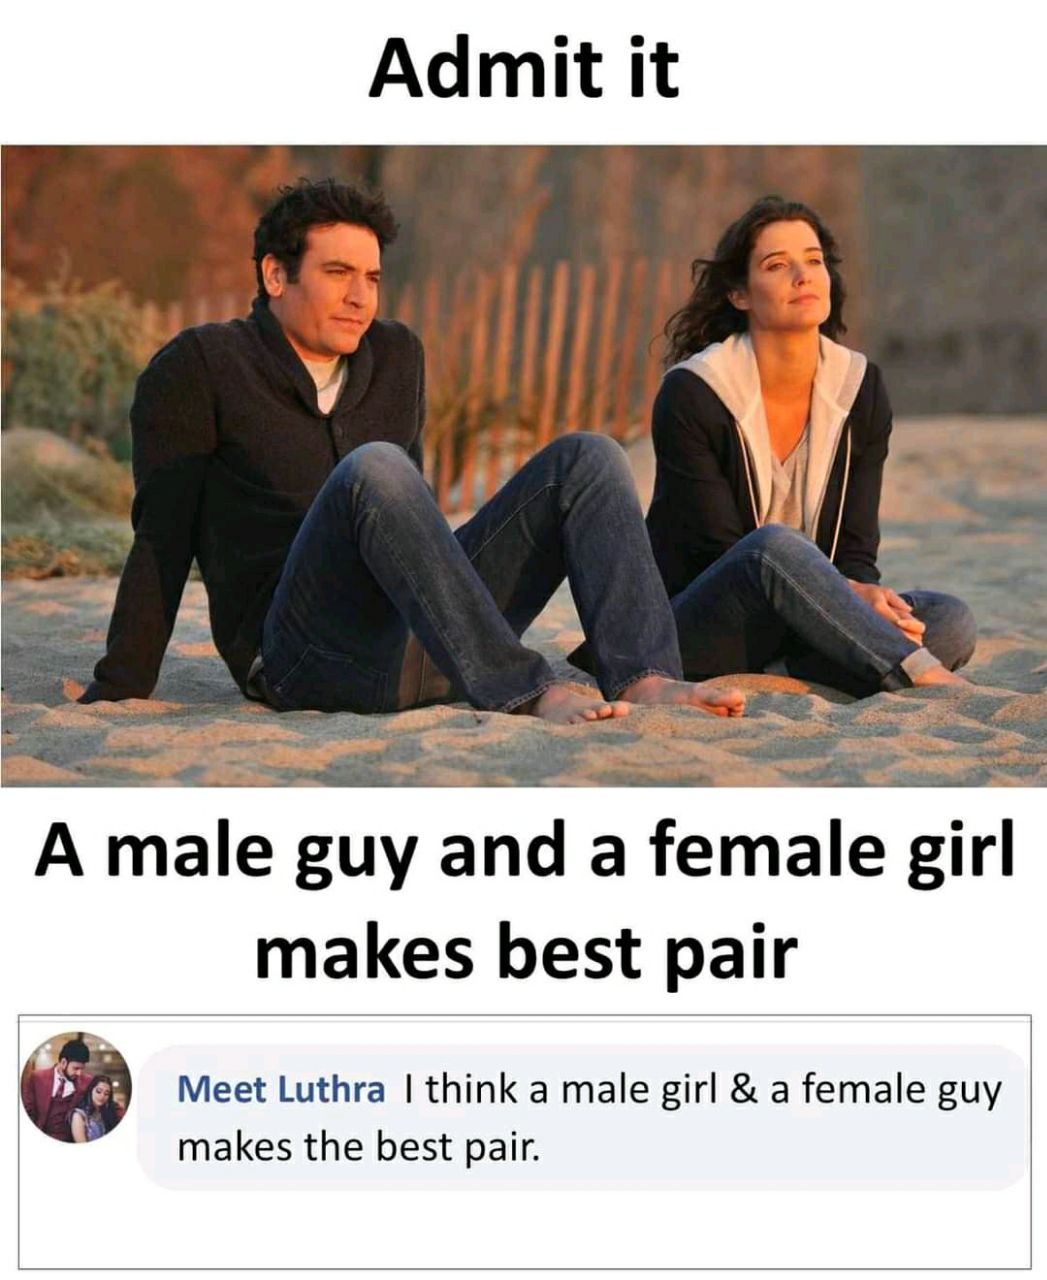 Admit it
A male guy and a female girl
makes best pair
Meet Luthra I think a male girl & a female guy
makes the best pair.